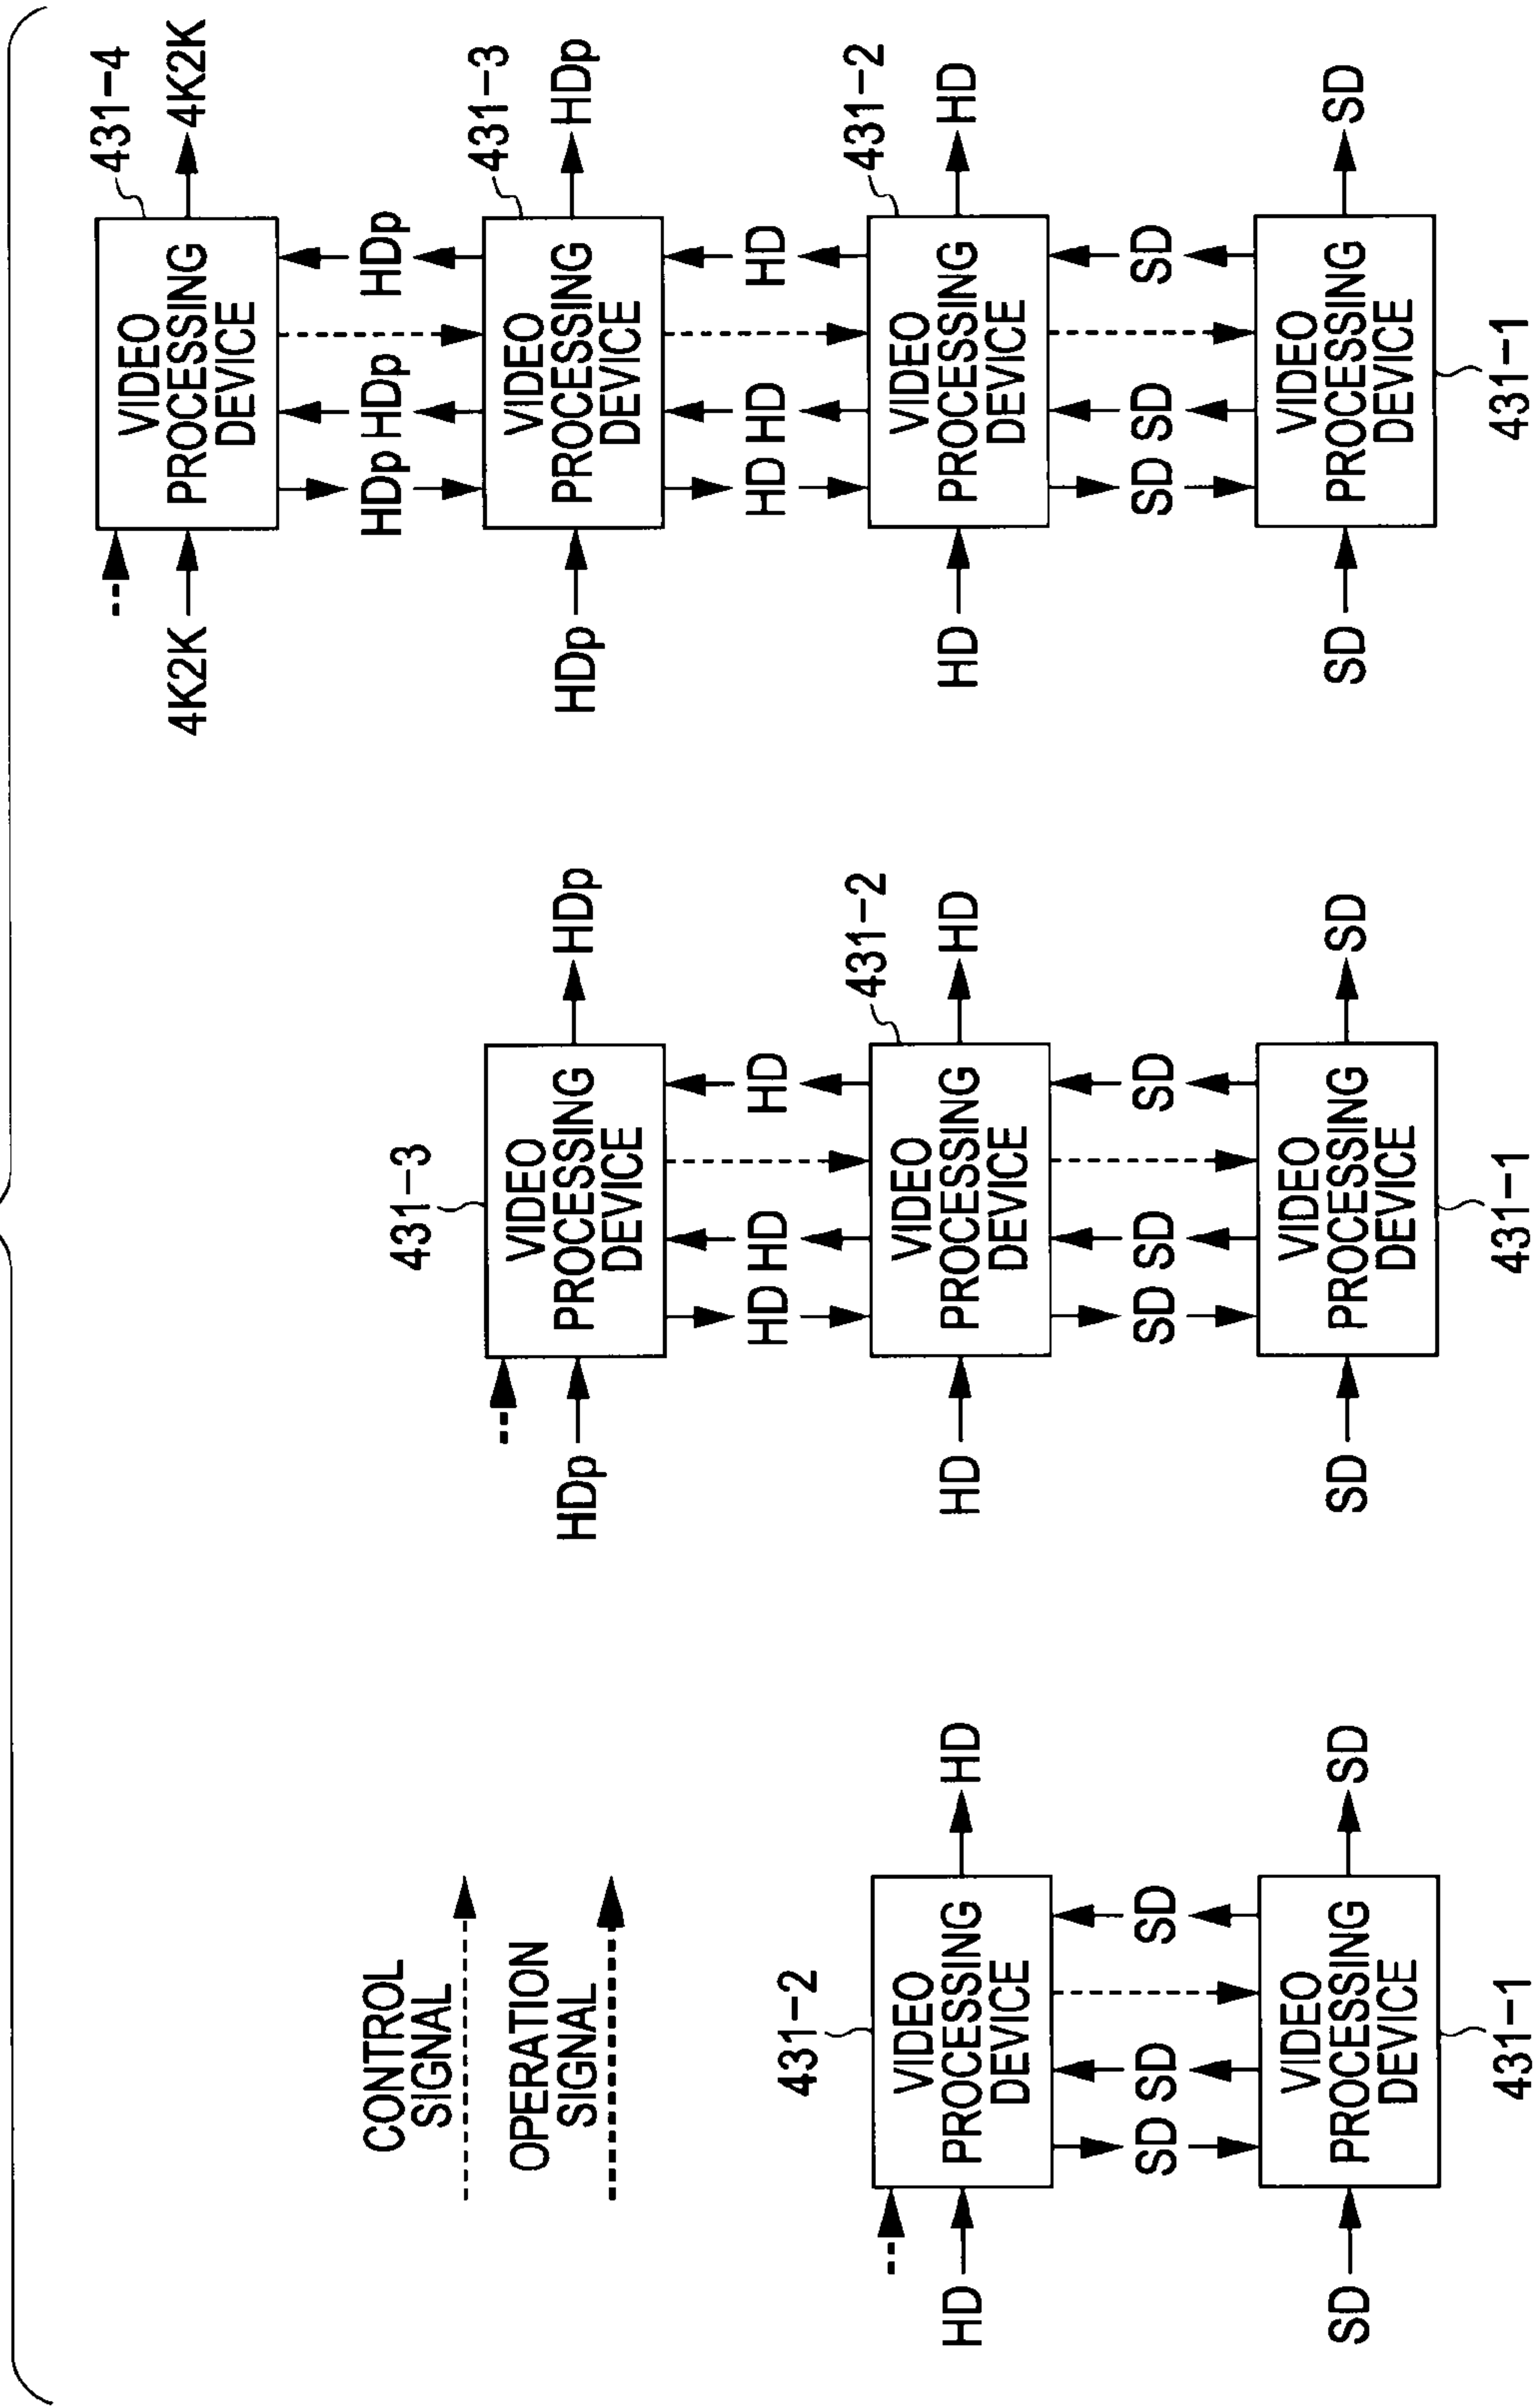 CONTROL
SIGNAL
OPERATION
SIGNAL
431-2
HD
VIDEO
PROCESSING
DEVICE
HD
SD SD SD
SD
VIDEO
PROCESSING
DEVICE
SD
431-1
431-3
HDp
VIDEO
PROCESSING
DEVICE
HDp
HD HD HD
431-2
HD
VIDEO
PROCESSING
DEVICE
HD
SD SD SD
SD
VIDEO
PROCESSING
DEVICE
SD
431-1
431-4
4K2K
VIDEO
PROCESSING
DEVICE
4K2K
HDp HDp HDp
431-3
HDp
VIDEO
PROCESSING
DEVICE
HDp
HD HD HD
431-2
HD
VIDEO
PROCESSING
DEVICE
HD
SD SD SD
SD
VIDEO
PROCESSING
DEVICE
SD
431-1